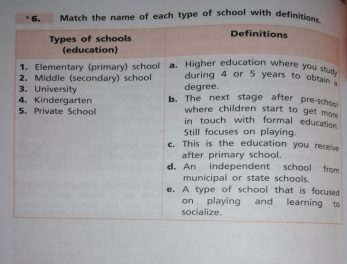 *6. Match the name of each type of school with definitions.
Types of schools
(education)
Definitions
1. Elementary (primary) school
2. Middle (secondary) school
3. University
4. Kindergarten
5. Private School
a. Higher education where you study
during 4 or 5 years to obtain a
degree.
b. The next stage after pre-school
where children start to get more
in touch with formal education.
Still focuses on playing.
c. This is the education you receive
after primary school.
d. An independent school from
municipal or state schools.
e. A type of school that is focused
on playing and learning to
socialize.